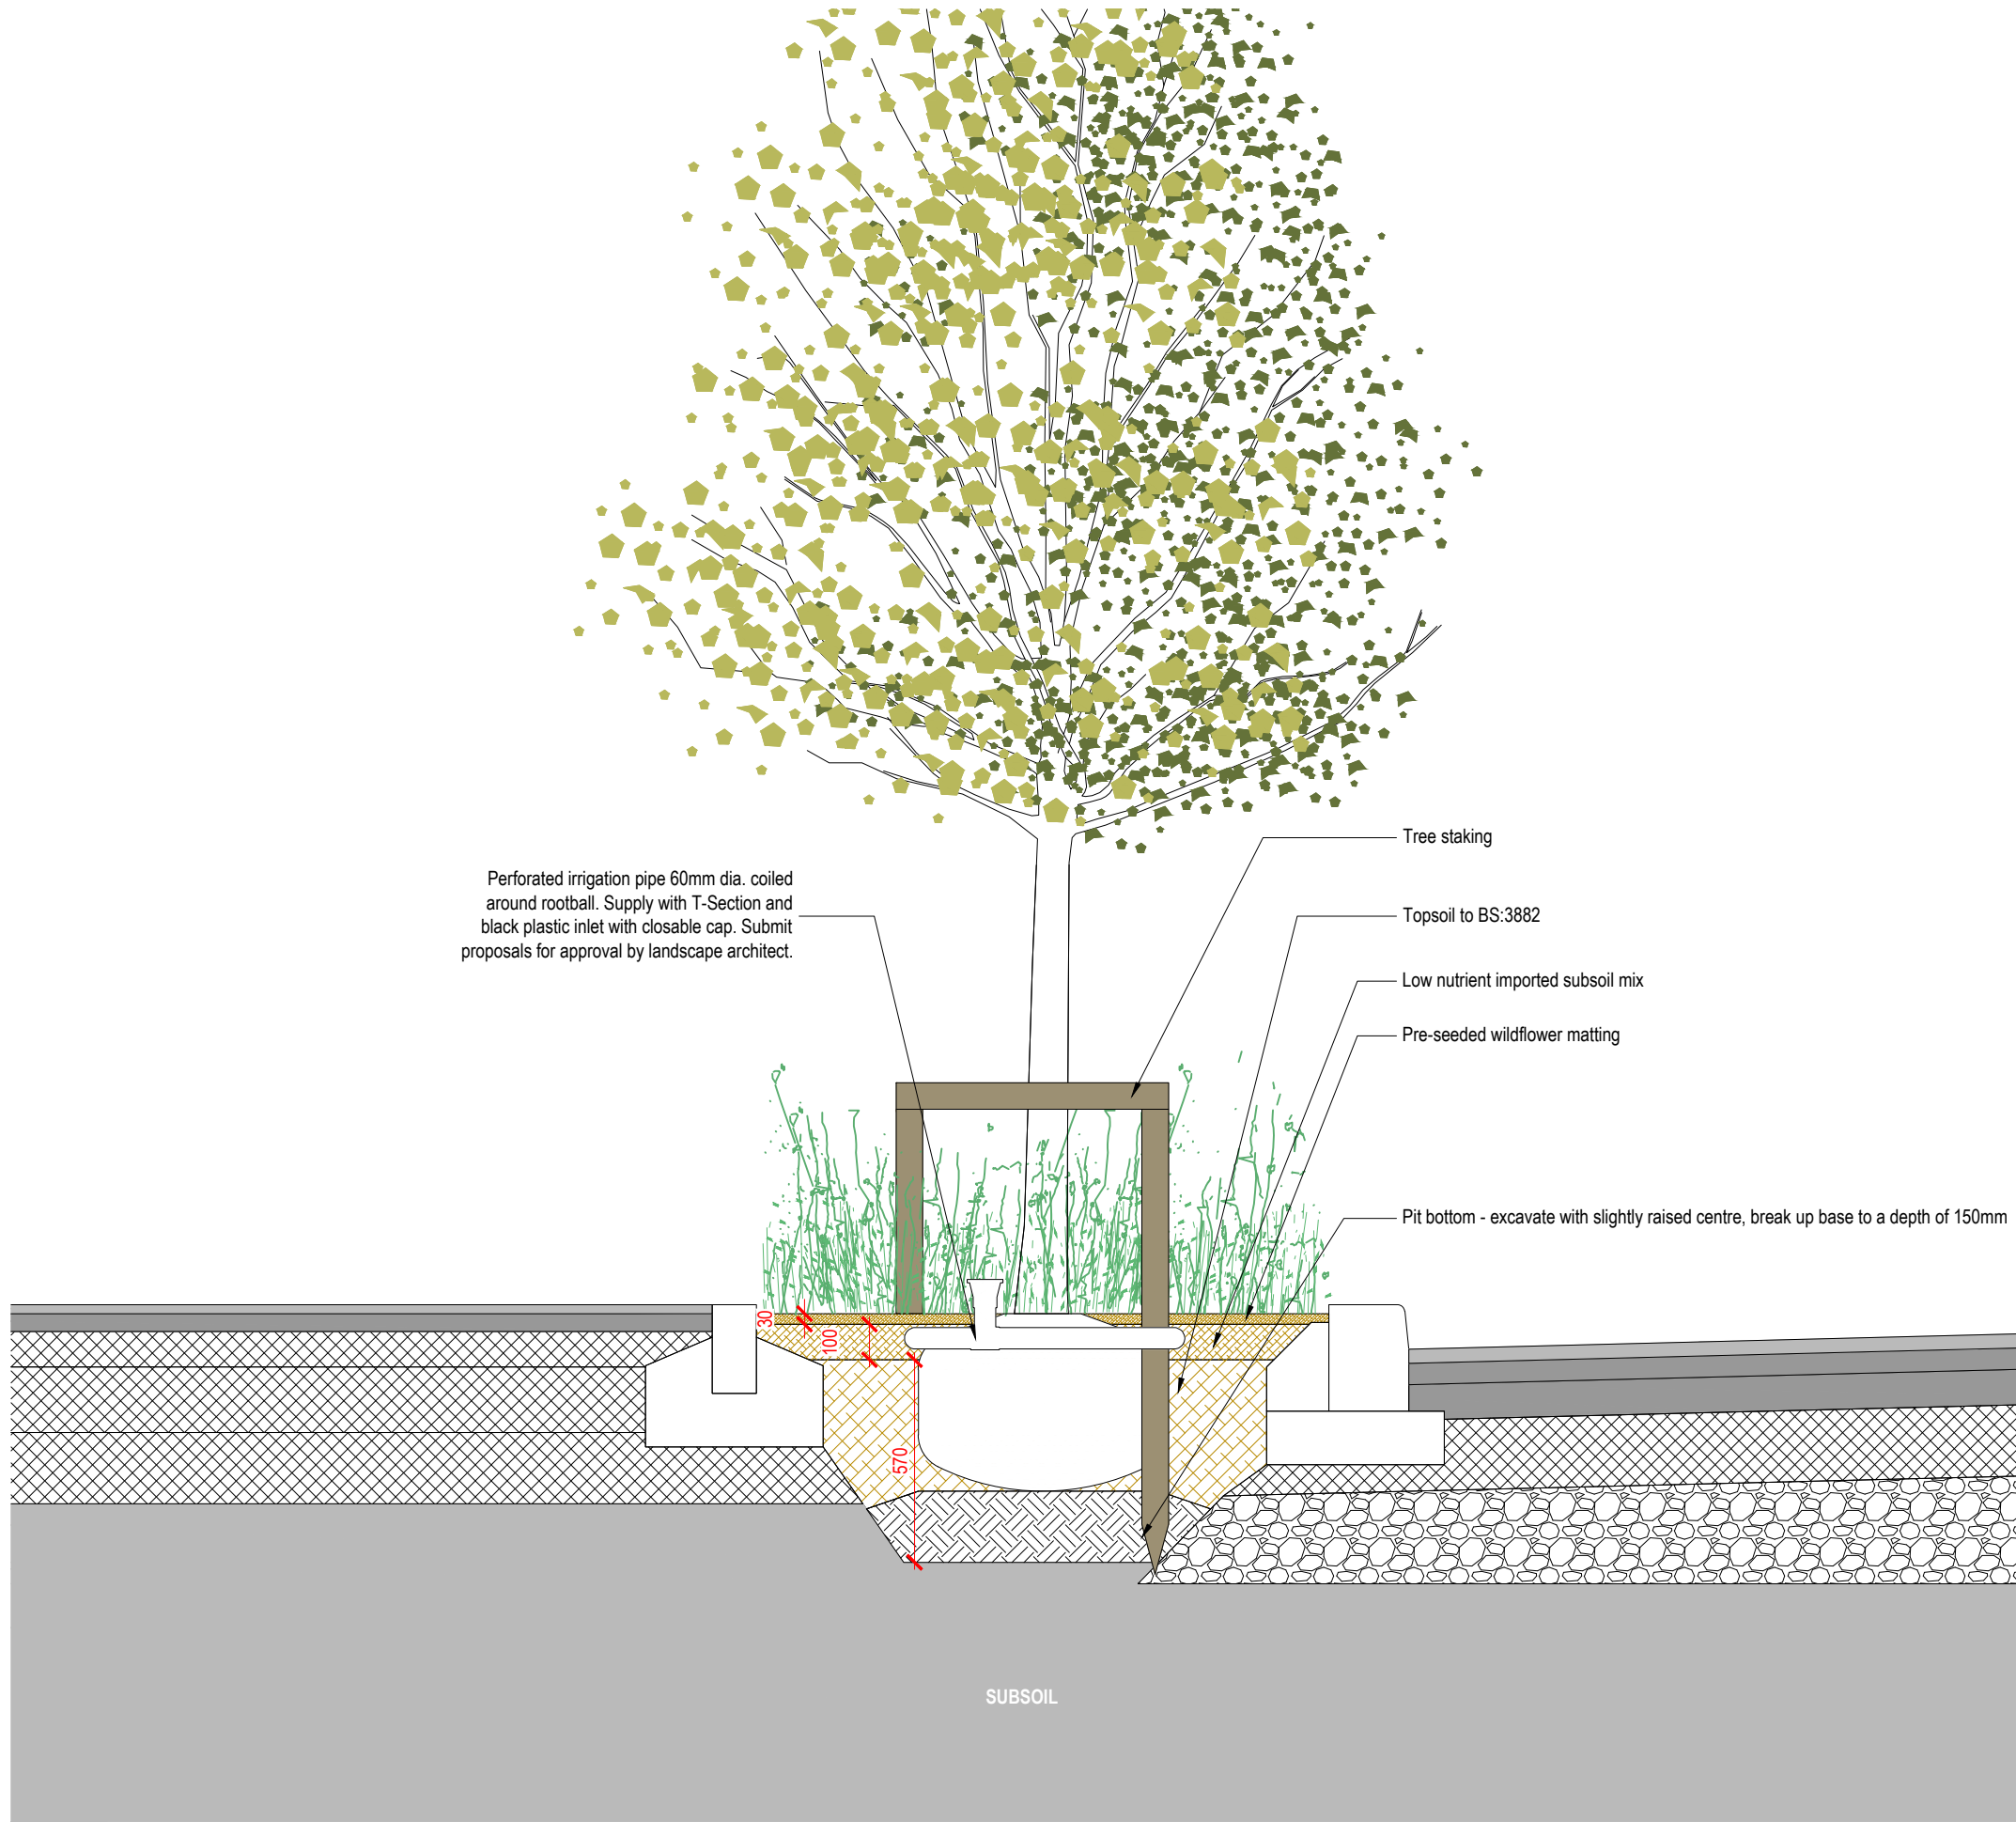 Tree staking
Perforated irrigation pipe 60mm dia. coiled
around rootball. Supply with T-Section and
black plastic inlet with closable cap. Submit
proposals for approval by landscape architect.
Topsoil to BS:3882
Low nutrient imported subsoil mix
Pre-seeded wildflower matting
Pit bottom - excavate with slightly raised centre, break up base to a depth of 150mm
30
100
570
SUBSOIL